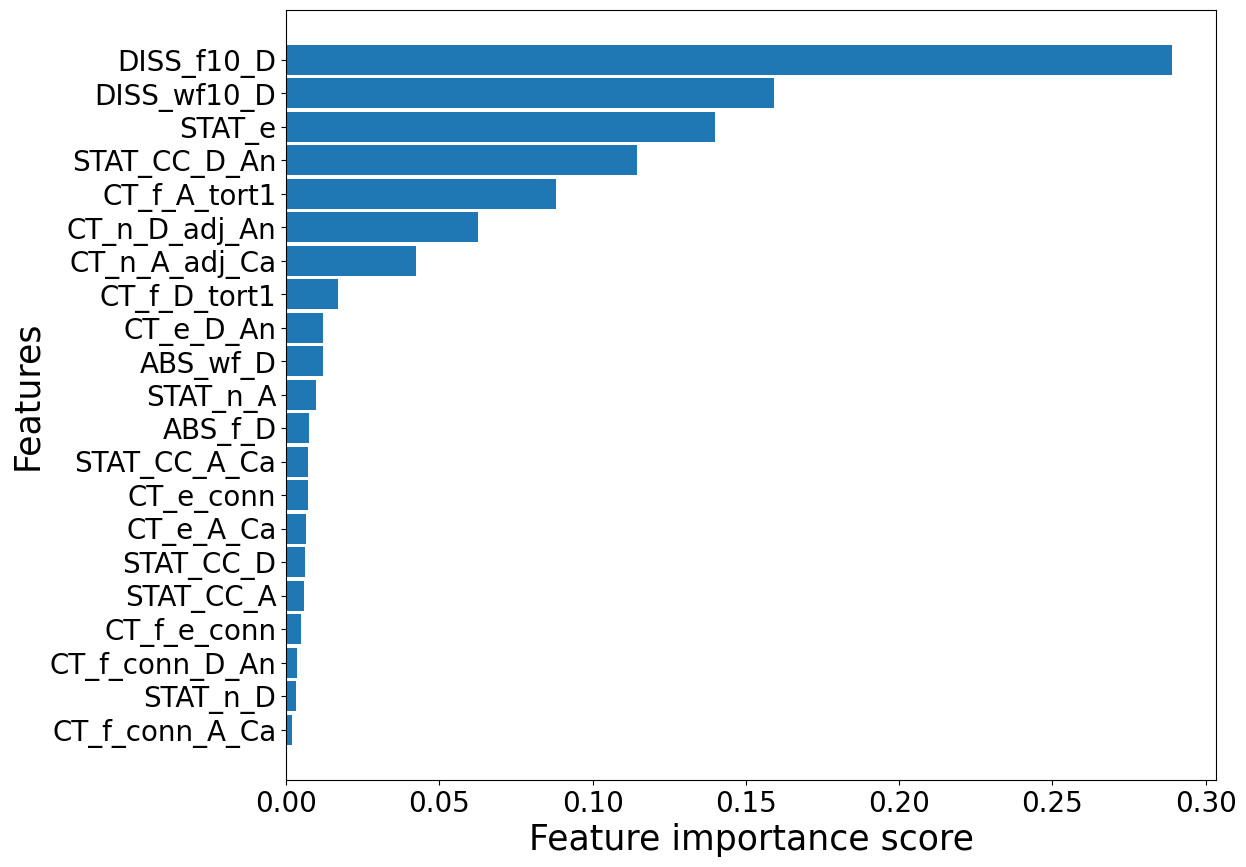 DISS_f10_D
DISS_wf10_D
STAT_e
STAT_CC_D_An
CT_f_A_tort1
CT_n_D_adj_An
CT_n_A_adj_Ca
CT_f_D_tort1
CT_e_D_An
ABS_wf_D
STAT_n_A
ABS_f_D
STAT_CC_A_Ca
CT_e_conn
CT_e_A_Ca
STAT_CC_D
STAT_CC_A
CT_f_e_conn
CT_f_conn_D_An
STAT_n_D
CT_f_conn_A_Ca
Features
0.00 0.05 0.10 0.15 0.20 0.25 0.30
Feature importance score